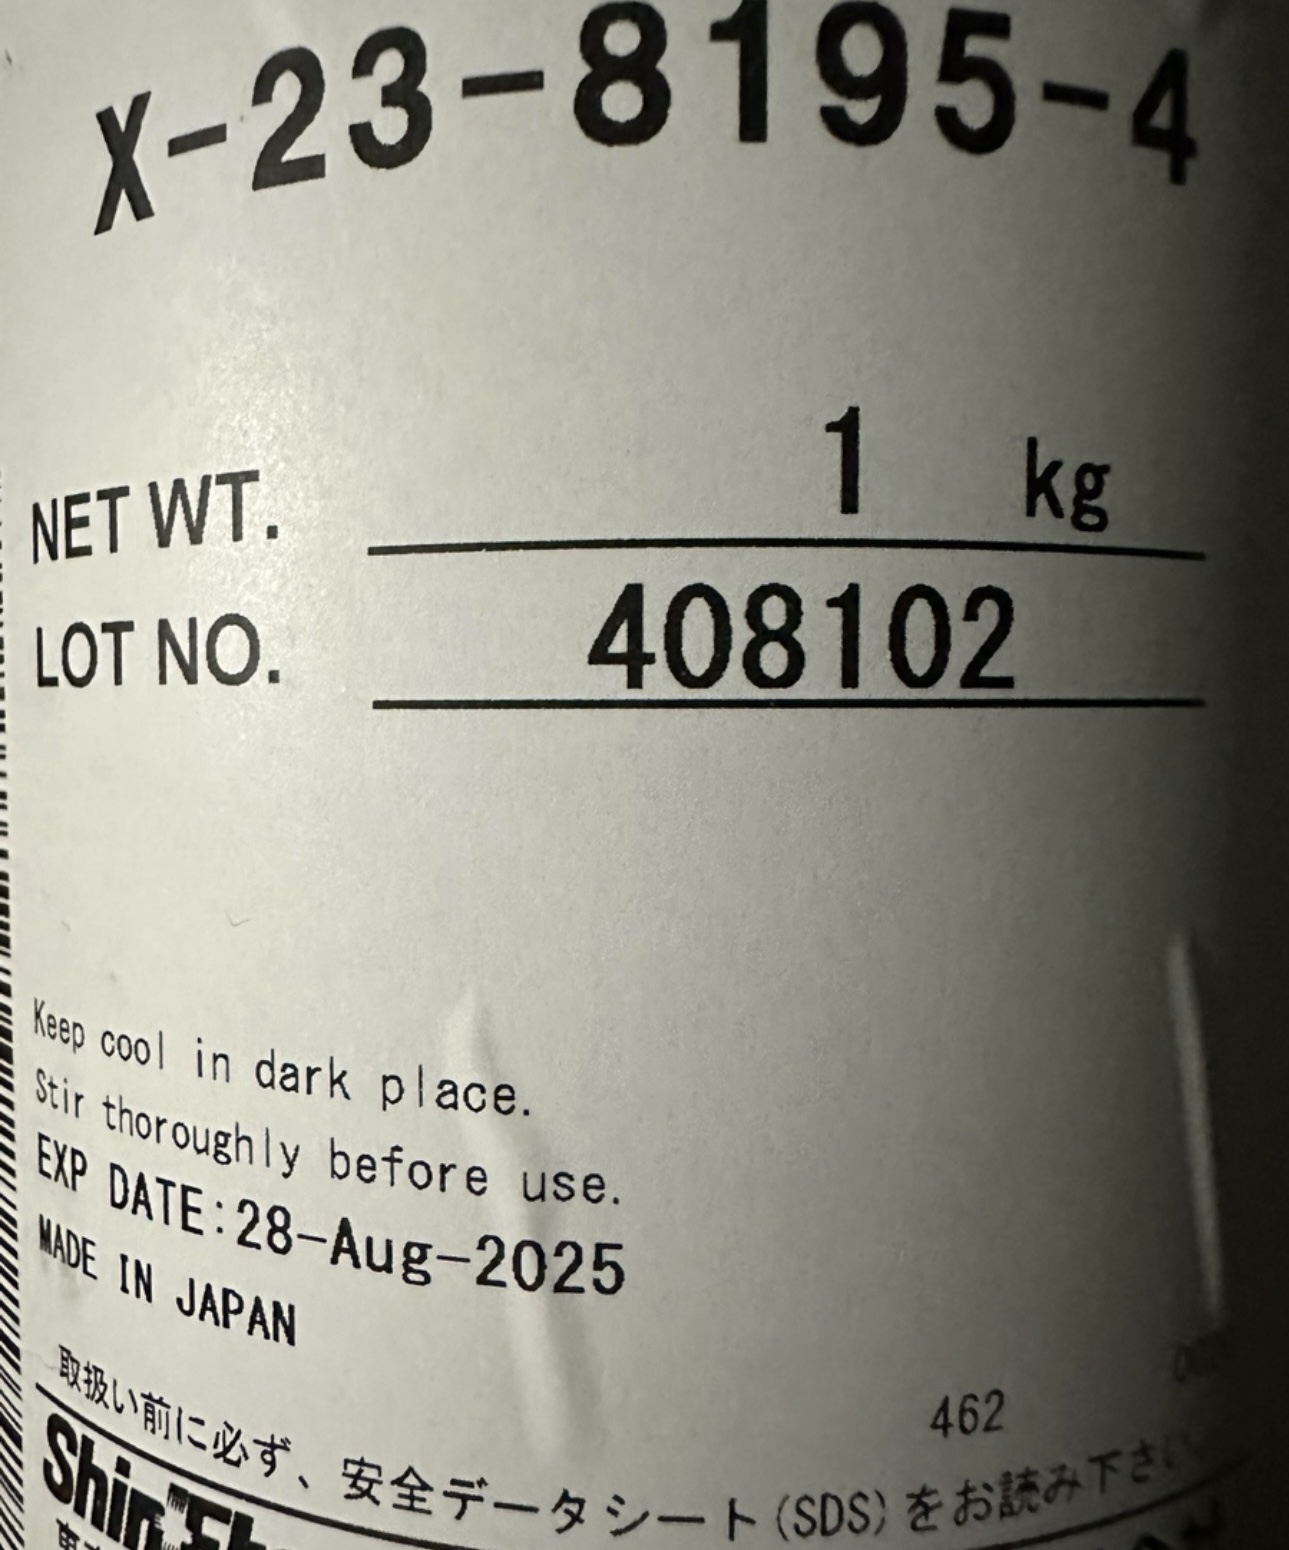 X-23-8195-4
NET WT. 1 kg
LOT NO. 408102
Keep cool in dark place.
Stir thoroughly before use.
EXP DATE:28-Aug-2025
MADE IN JAPAN
462
取扱い前に必ず、安全データシート(SDS)をお読み下さい